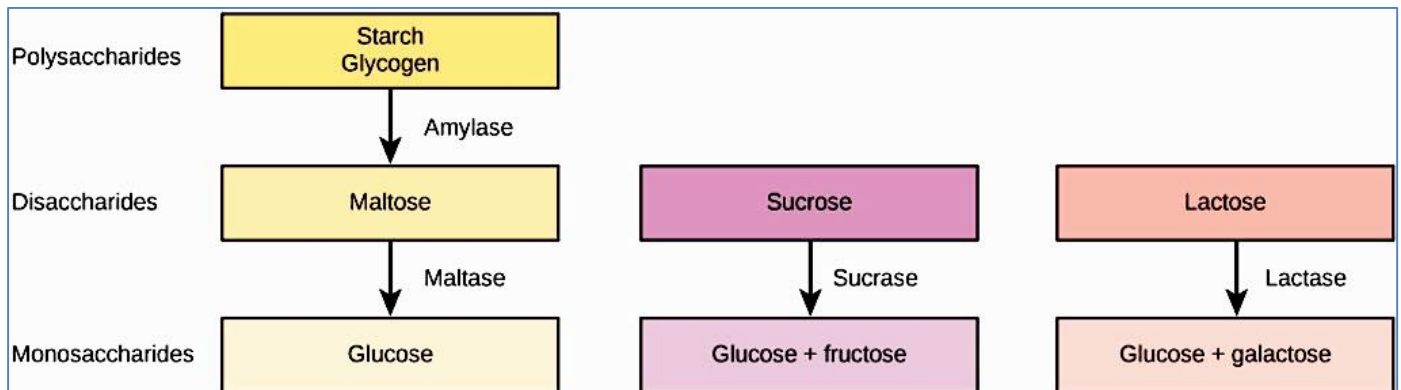 Polysaccharides
Starch
Glycogen
Amylase
Disaccharides
Maltose
Sucrose
Lactose
Maltase
Sucrase
Lactase
Monosaccharides
Glucose
Glucose + fructose
Glucose + galactose